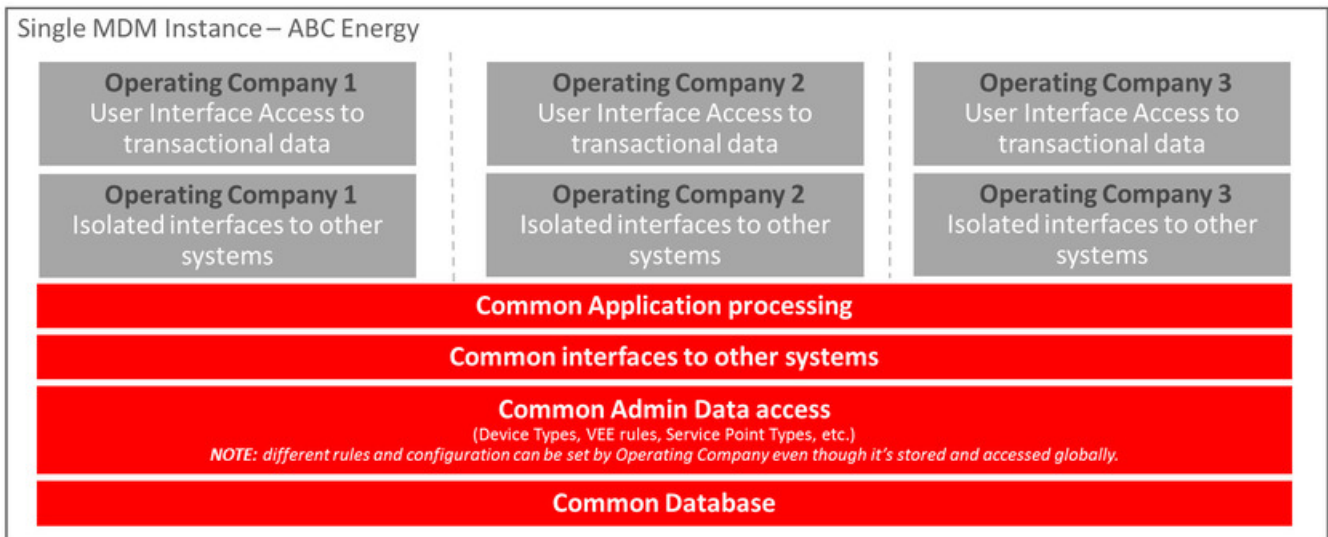 Single MDM Instance – ABC Energy
Operating Company 1
User Interface Access to
transactional data
Operating Company 2
User Interface Access to
transactional data
Operating Company 3
User Interface Access to
transactional data
Operating Company 1
Isolated interfaces to other
systems
Operating Company 2
Isolated interfaces to other
systems
Operating Company 3
Isolated interfaces to other
systems
Common Application processing
Common interfaces to other systems
Common Admin Data access
(Device Types, VEE rules, Service Point Types, etc.)
NOTE: different rules and configuration can be set by Operating Company even though it’s stored and accessed globally.
Common Database